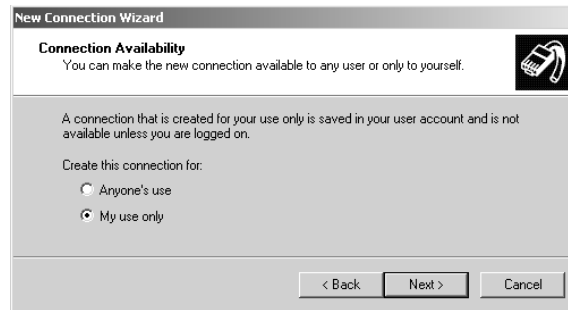 New Connection Wizard
Connection Availability
You can make the new connection available to any user or only to yourself.
A connection that is created for your use only is saved in your user account and is not
available unless you are logged on.
Create this connection for:
Anyone's use
My use only
< Back Next > Cancel